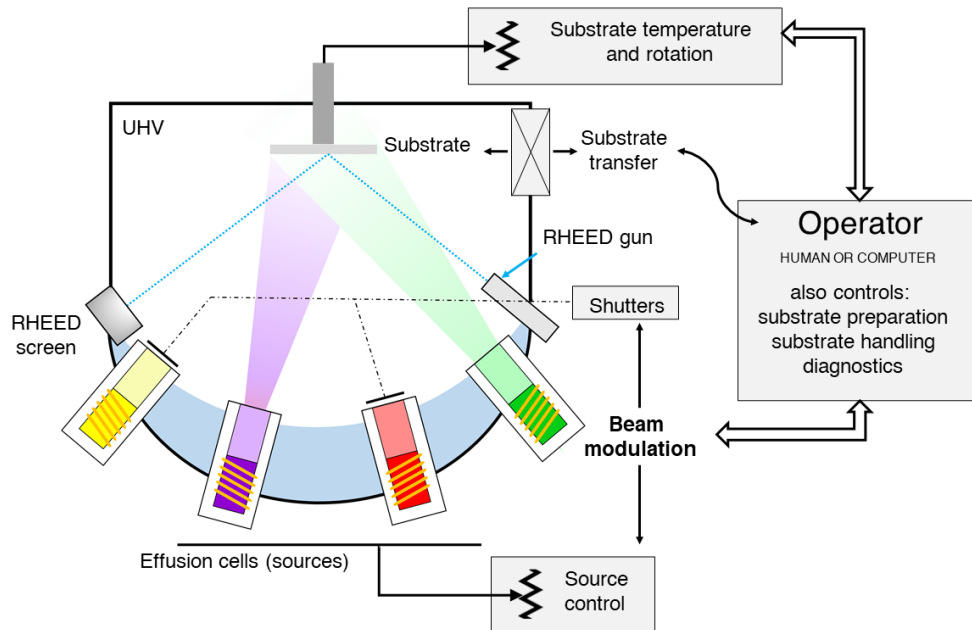 Substrate temperature
and rotation
UHV
Substrate
Substrate
transfer
Operator
HUMAN OR COMPUTER
also controls:
substrate preparation
substrate handling
diagnostics
RHEED gun
Shutters
RHEED
screen
Beam
modulation
Effusion cells (sources)
Source
control